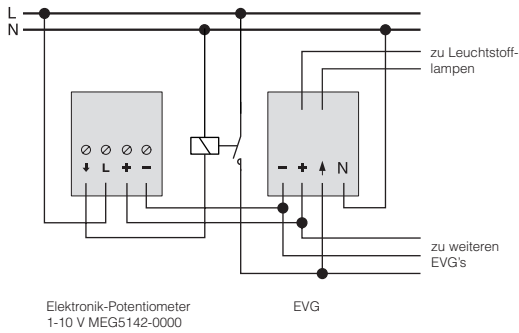 L
N
zu Leuchtstoff-
lampen
L + -
- + N
zu weiteren
EVG's
Elektronik-Potentiometer
1-10 V MEG5142-0000
EVG